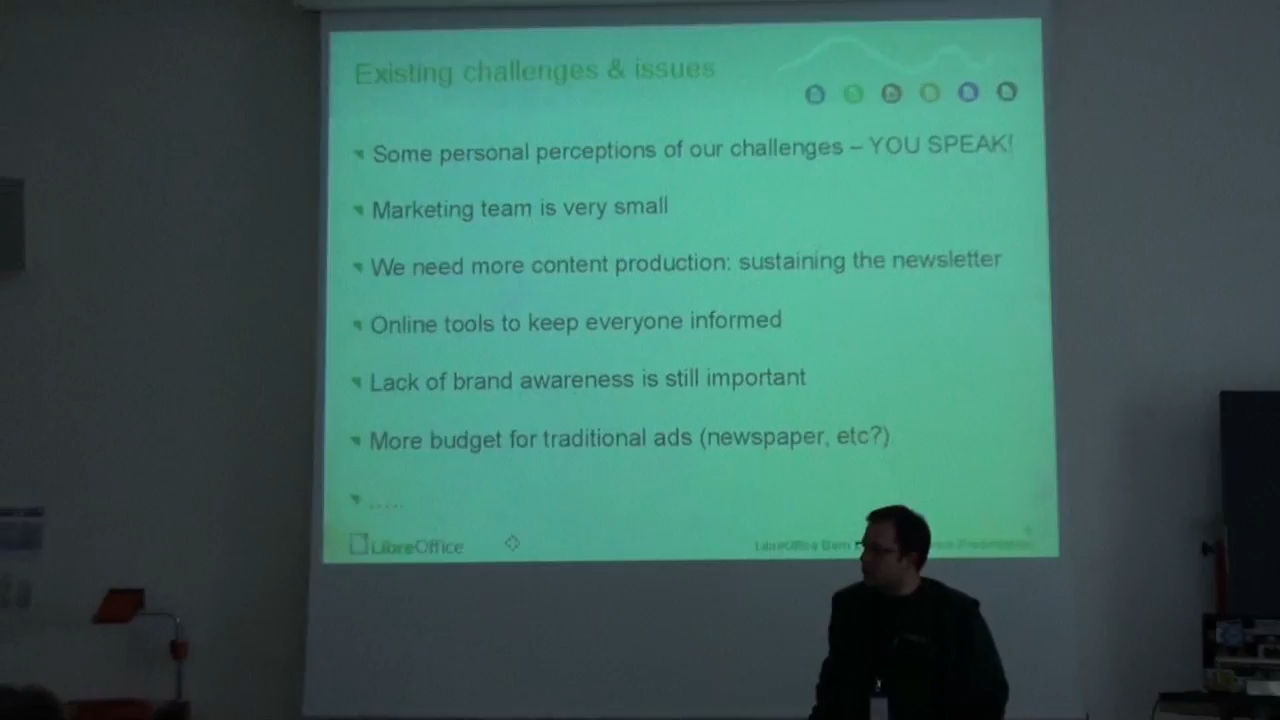 Existing challenges & issues
Some personal perceptions of our challenges – YOU SPEAK!
Marketing team is very small
We need more content production: sustaining the newsletter
Online tools to keep everyone informed
Lack of brand awareness is still important
More budget for traditional ads (newspaper, etc?)
.....
LibreOffice
LibreOffice